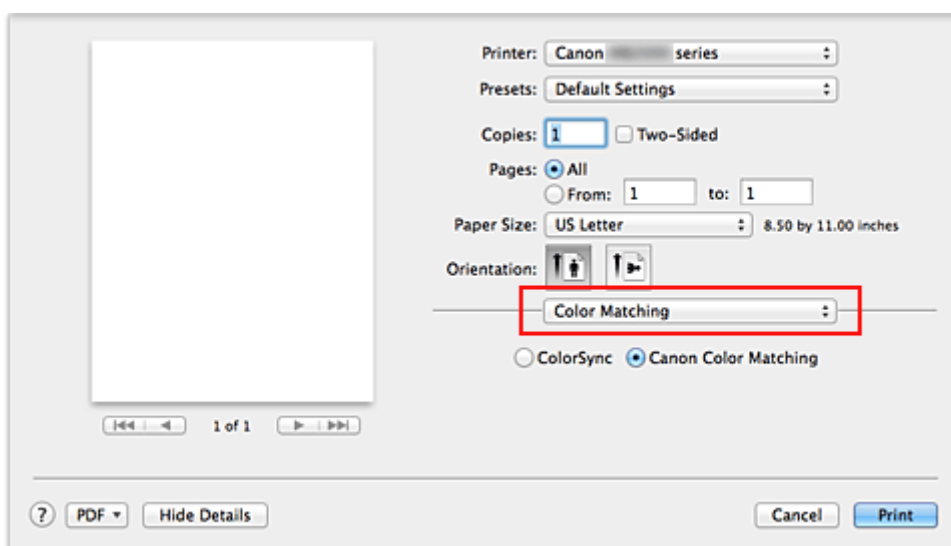 Printer: Canon series
Presets: Default Settings
Copies: 1 Two-Sided
Pages: All
From: 1 to: 1
Paper Size: US Letter 8.50 by 11.00 inches
Orientation:
Color Matching
ColorSync Canon Color Matching
1 of 1
? PDF Hide Details Cancel Print